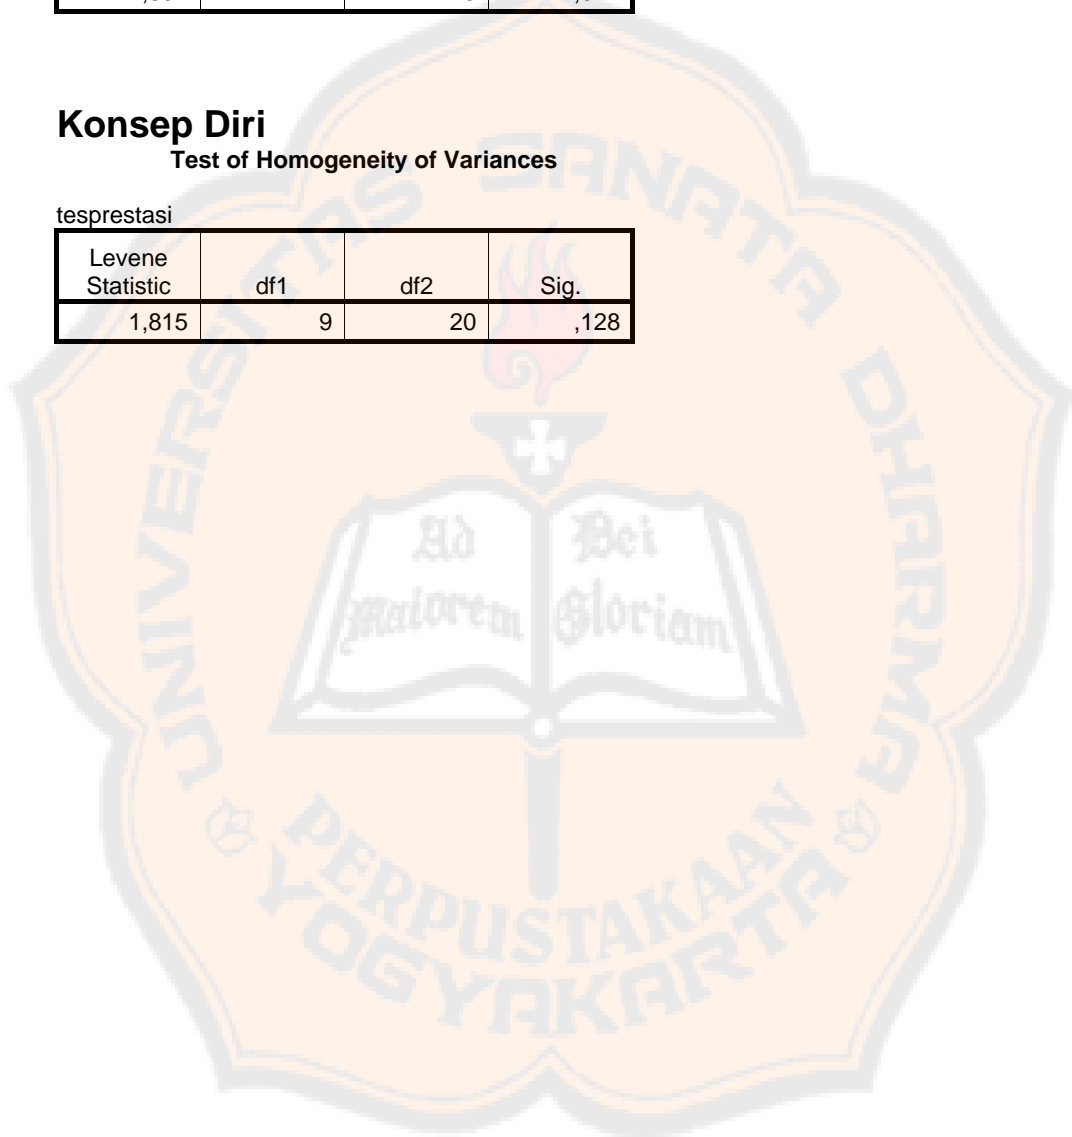 Konsep Diri
Test of Homogeneity of Variances
tesprestasi
Levene Statistic df1 df2 Sig.
1,815 9 20 ,128
UNIVERSITAS SANATA DHARMA
Ad Dei
Maiorem Gloriam
PERPUSTAKAAN
YOGYAKARTA